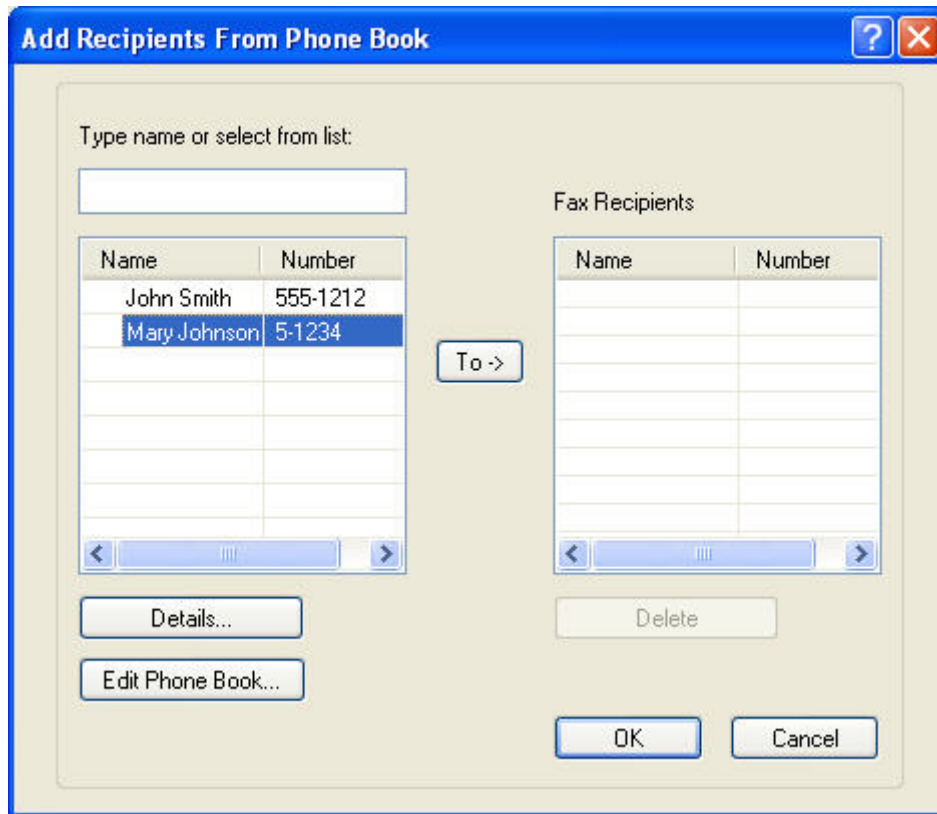 Add Recipients From Phone Book
Type name or select from list:
Fax Recipients
Name Number
John Smith 555-1212
Mary Johnson 5-1234
To ->
Name Number
Details...
Edit Phone Book...
Delete
OK
Cancel